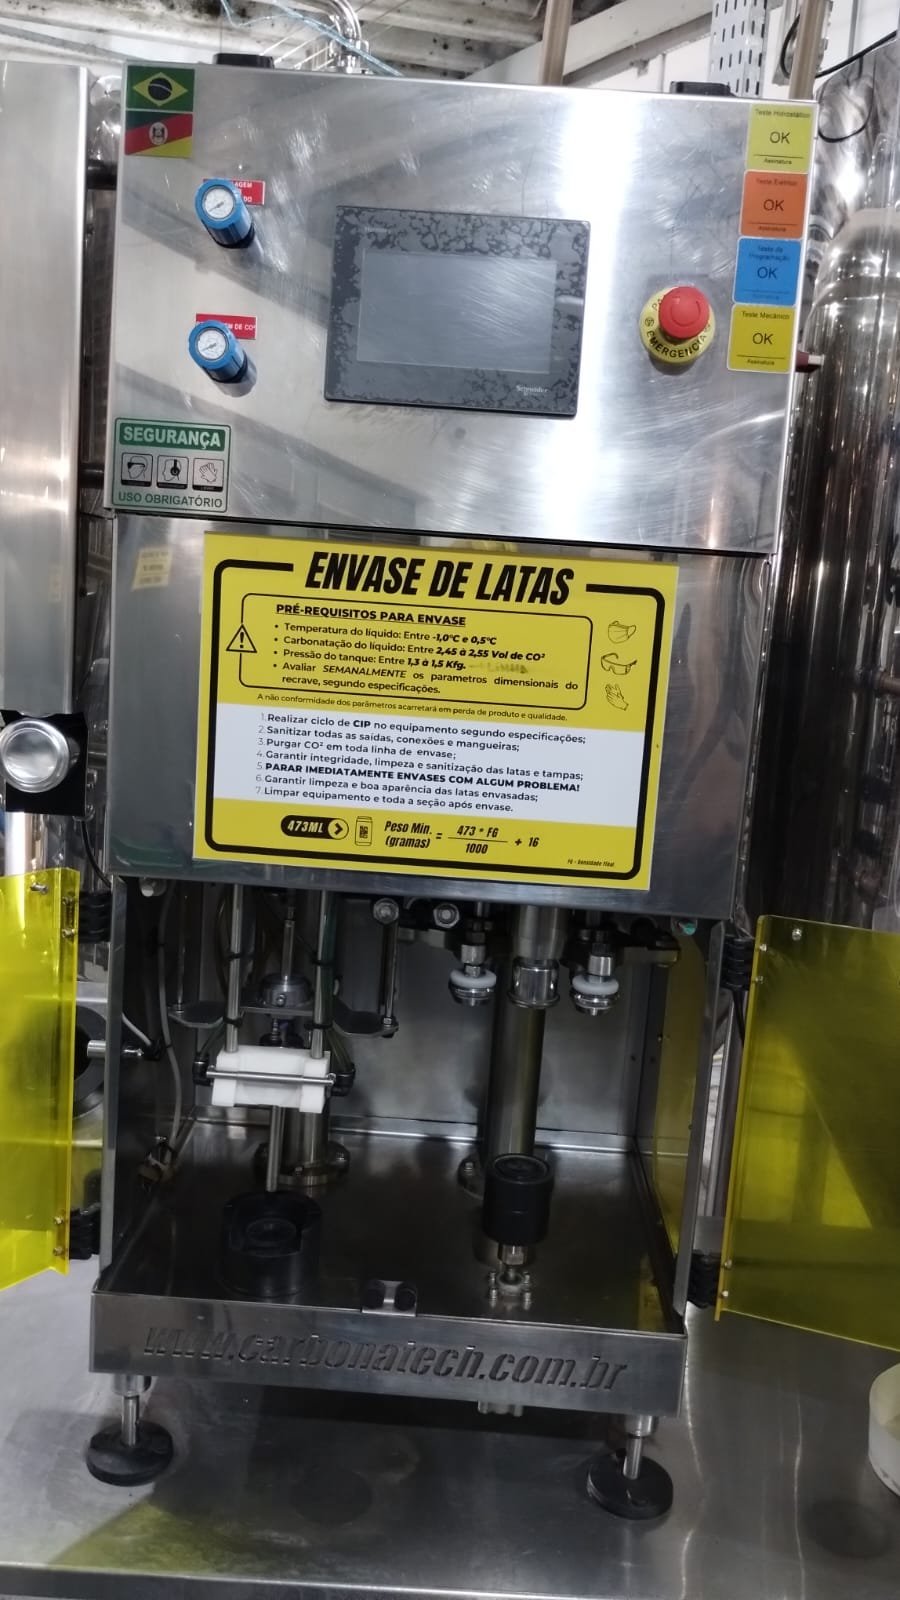 Teste Hidrostático
OK
Assinatura
Teste Elétrico
OK
Assinatura
Teste de
Programação
OK
Assinatura
Teste Mecânico
OK
Assinatura
EM DE CO²
EMERGÊNCIA
Schneider
SEGURANÇA
USO OBRIGATÓRIO
ENVASE DE LATAS
PRÉ-REQUISITOS PARA ENVASE
• Temperatura do líquido: Entre -1,0°C e 0,5°C
• Carbonatação do líquido: Entre 2,45 à 2,55 Vol de CO²
• Pressão do tanque: Entre 1,3 à 1,5 Kfg.
• Avaliar SEMANALMENTE os parametros dimensionais do
recrave, segundo especificações.
A não conformidade dos parâmetros acarretará em perda de produto e qualidade.
1. Realizar ciclo de CIP no equipamento segundo especificações;
2. Sanitizar todas as saídas, conexões e mangueiras;
3. Purgar CO² em toda linha de envase;
4. Garantir integridade, limpeza e sanitização das latas e tampas;
5. PARAR IMEDIATAMENTE ENVASES COM ALGUM PROBLEMA!
6. Garantir limpeza e boa aparência das latas envasadas;
7. Limpar equipamento e toda a seção após envase.
473ML
Peso Min. (gramas) = 473 * FG / 1000 + 16
FG - Densidade Final
www.carbonatech.com.br